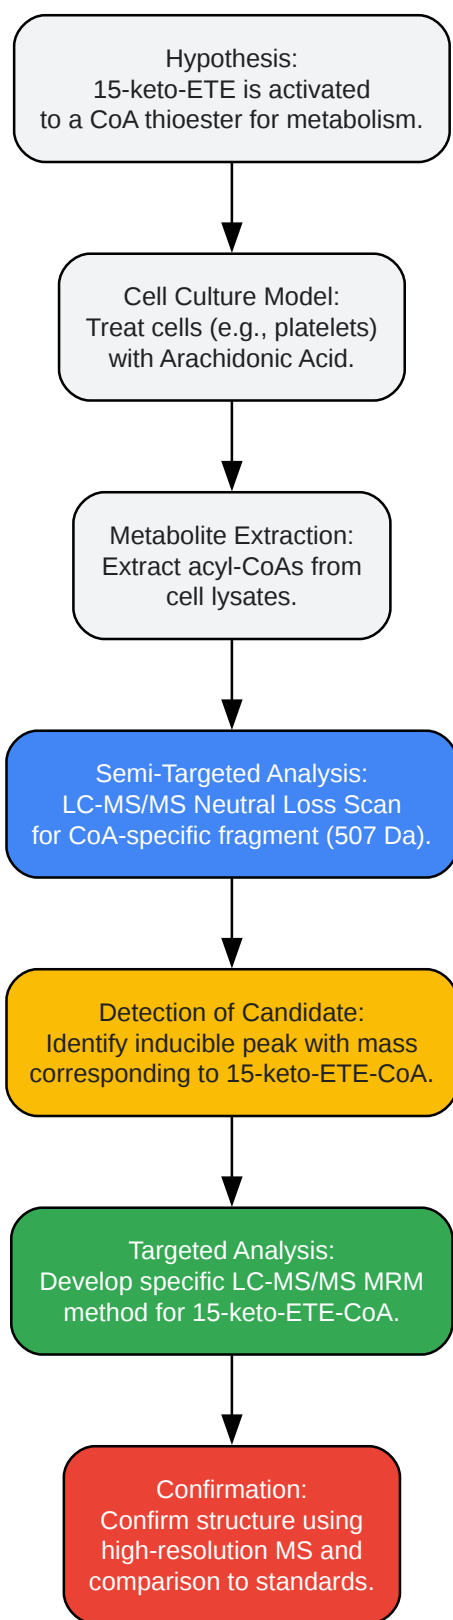 Hypothesis:
15-keto-ETE is activated
to a CoA thioester for metabolism.
Cell Culture Model:
Treat cells (e.g., platelets)
with Arachidonic Acid.
Metabolite Extraction:
Extract acyl-CoAs from
cell lysates.
Semi-Targeted Analysis:
LC-MS/MS Neutral Loss Scan
for CoA-specific fragment (507 Da).
Detection of Candidate:
Identify inducible peak with mass
corresponding to 15-keto-ETE-CoA.
Targeted Analysis:
Develop specific LC-MS/MS MRM
method for 15-keto-ETE-CoA.
Confirmation:
Confirm structure using
high-resolution MS and
comparison to standards.